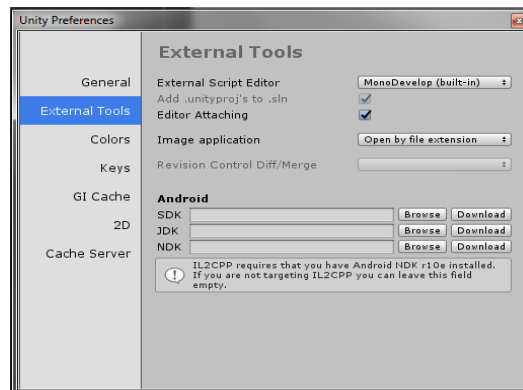 Unity Preferences
External Tools
General
External Tools
Colors
Keys
GI Cache
2D
Cache Server
External Script Editor
MonoDevelop (built-in)
Add .unityproj's to .sln
Editor Attaching
Image application
Open by file extension
Revision Control Diff/Merge
Android
SDK Browse Download
JDK Browse Download
NDK Browse Download
IL2CPP requires that you have Android NDK r10e installed.
If you are not targeting IL2CPP you can leave this field
empty.